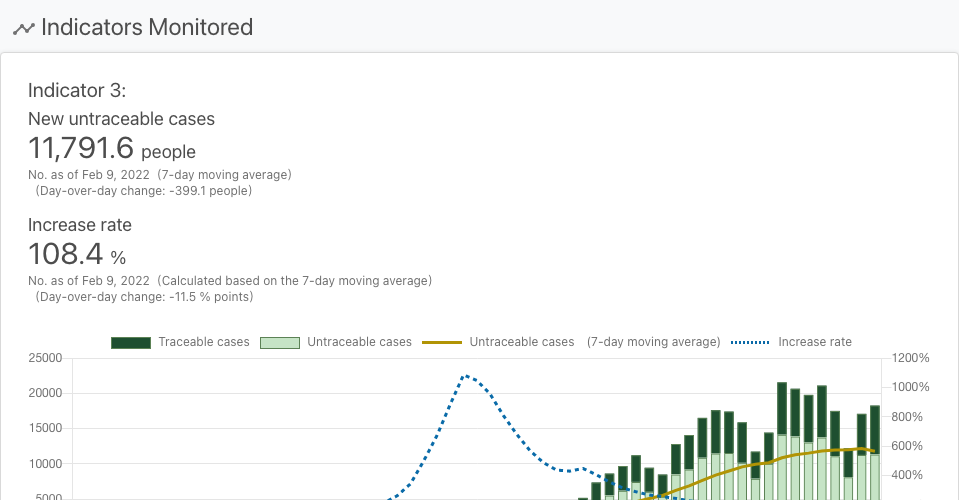 Indicators Monitored
Indicator 3:
New untraceable cases
11,791.6 people
No. as of Feb 9, 2022 (7-day moving average)
(Day-over-day change: -399.1 people)
Increase rate
108.4 %
No. as of Feb 9, 2022 (Calculated based on the 7-day moving average)
(Day-over-day change: -11.5 % points)
Traceable cases Untraceable cases Untraceable cases (7-day moving average) Increase rate
25000 1200%
20000 1000%
15000 800%
10000 600%
5000 400%